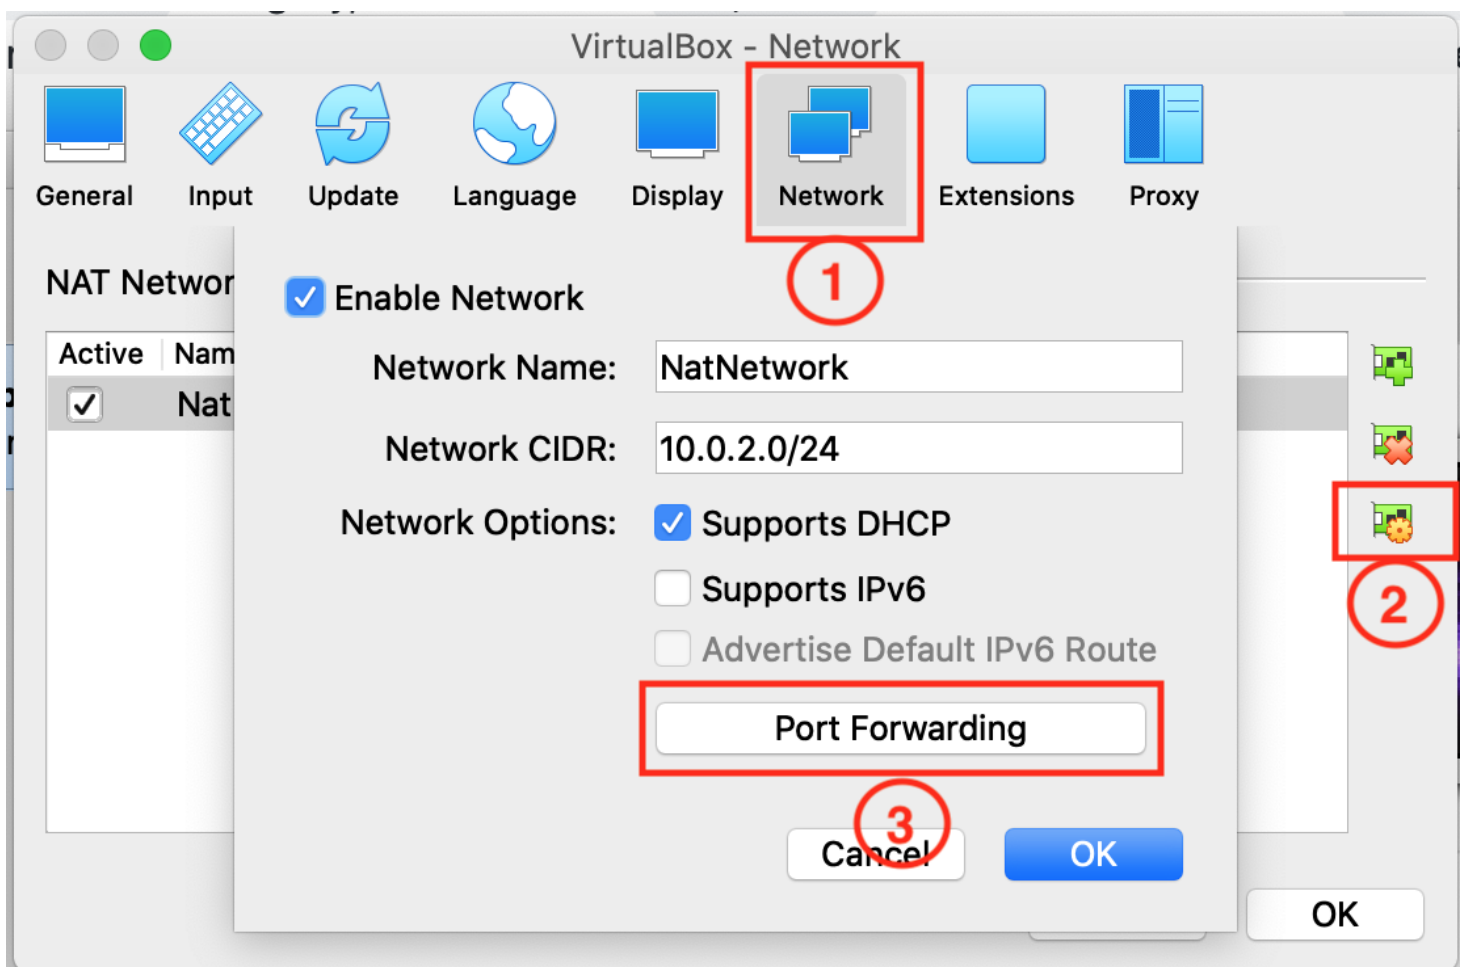 VirtualBox - Network
General Input Update Language Display Network Extensions Proxy
1
NAT Networ
Enable Network
Active Nam
Network Name: NatNetwork
Nat
Network CIDR: 10.0.2.0/24
Network Options: Supports DHCP
Supports IPv6
2
Advertise Default IPv6 Route
Port Forwarding
3
Cancel OK
OK